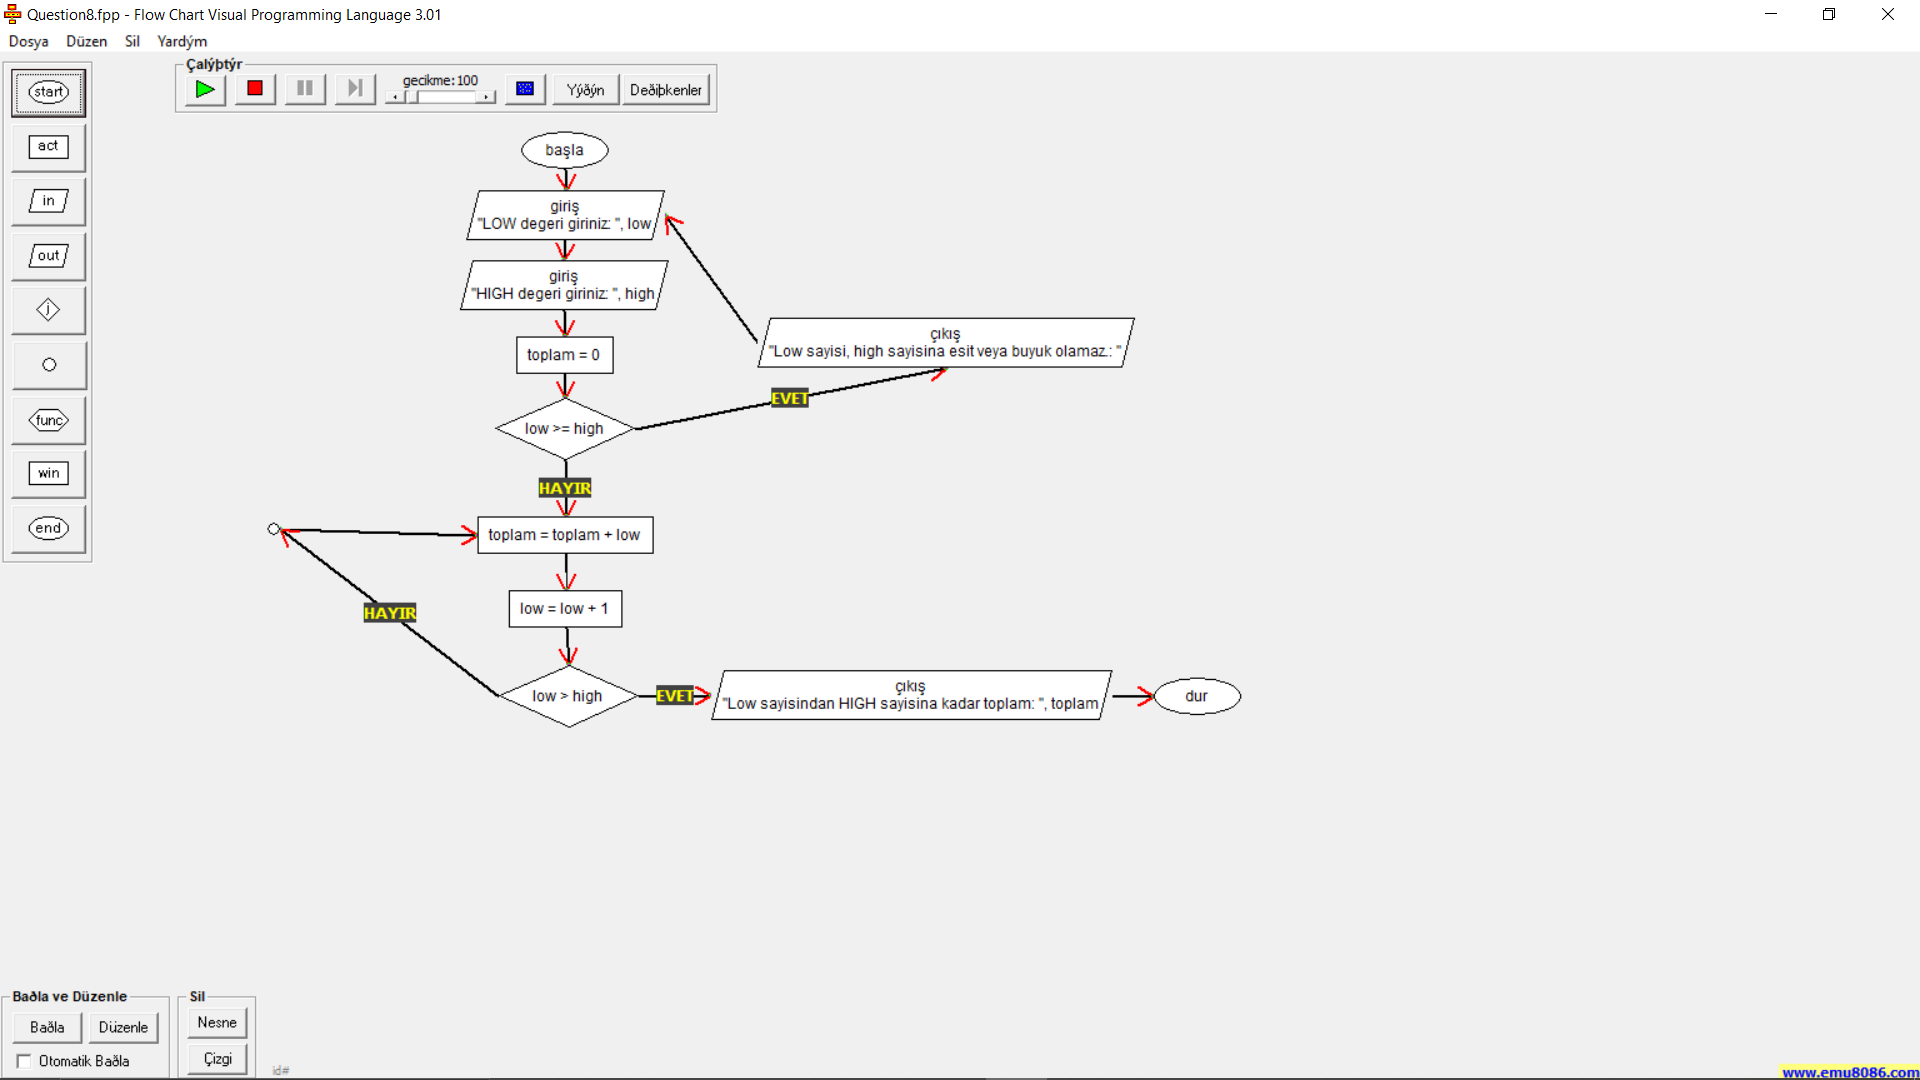 Question8.fpp - Flow Chart Visual Programming Language 3.01
Dosya Düzen Sil Yardým
Çalýþtýr
gecikme:100
Yýðýn
Deðiþkenler
start
act
in
out
j
func
win
end
başla
giriş
"LOW degeri giriniz: ", low
giriş
"HIGH degeri giriniz: ", high
toplam = 0
çıkış
"Low sayisi, high sayisina esit veya buyuk olamaz.: "
EVET
low >= high
HAYIR
toplam = toplam + low
low = low + 1
HAYIR
low > high
EVET
çıkış
"Low sayisindan HIGH sayisina kadar toplam: ", toplam
dur
Baðla ve Düzenle
Baðla
Düzenle
Otomatik Baðla
Sil
Nesne
Çizgi
id#
www.emu8086.com